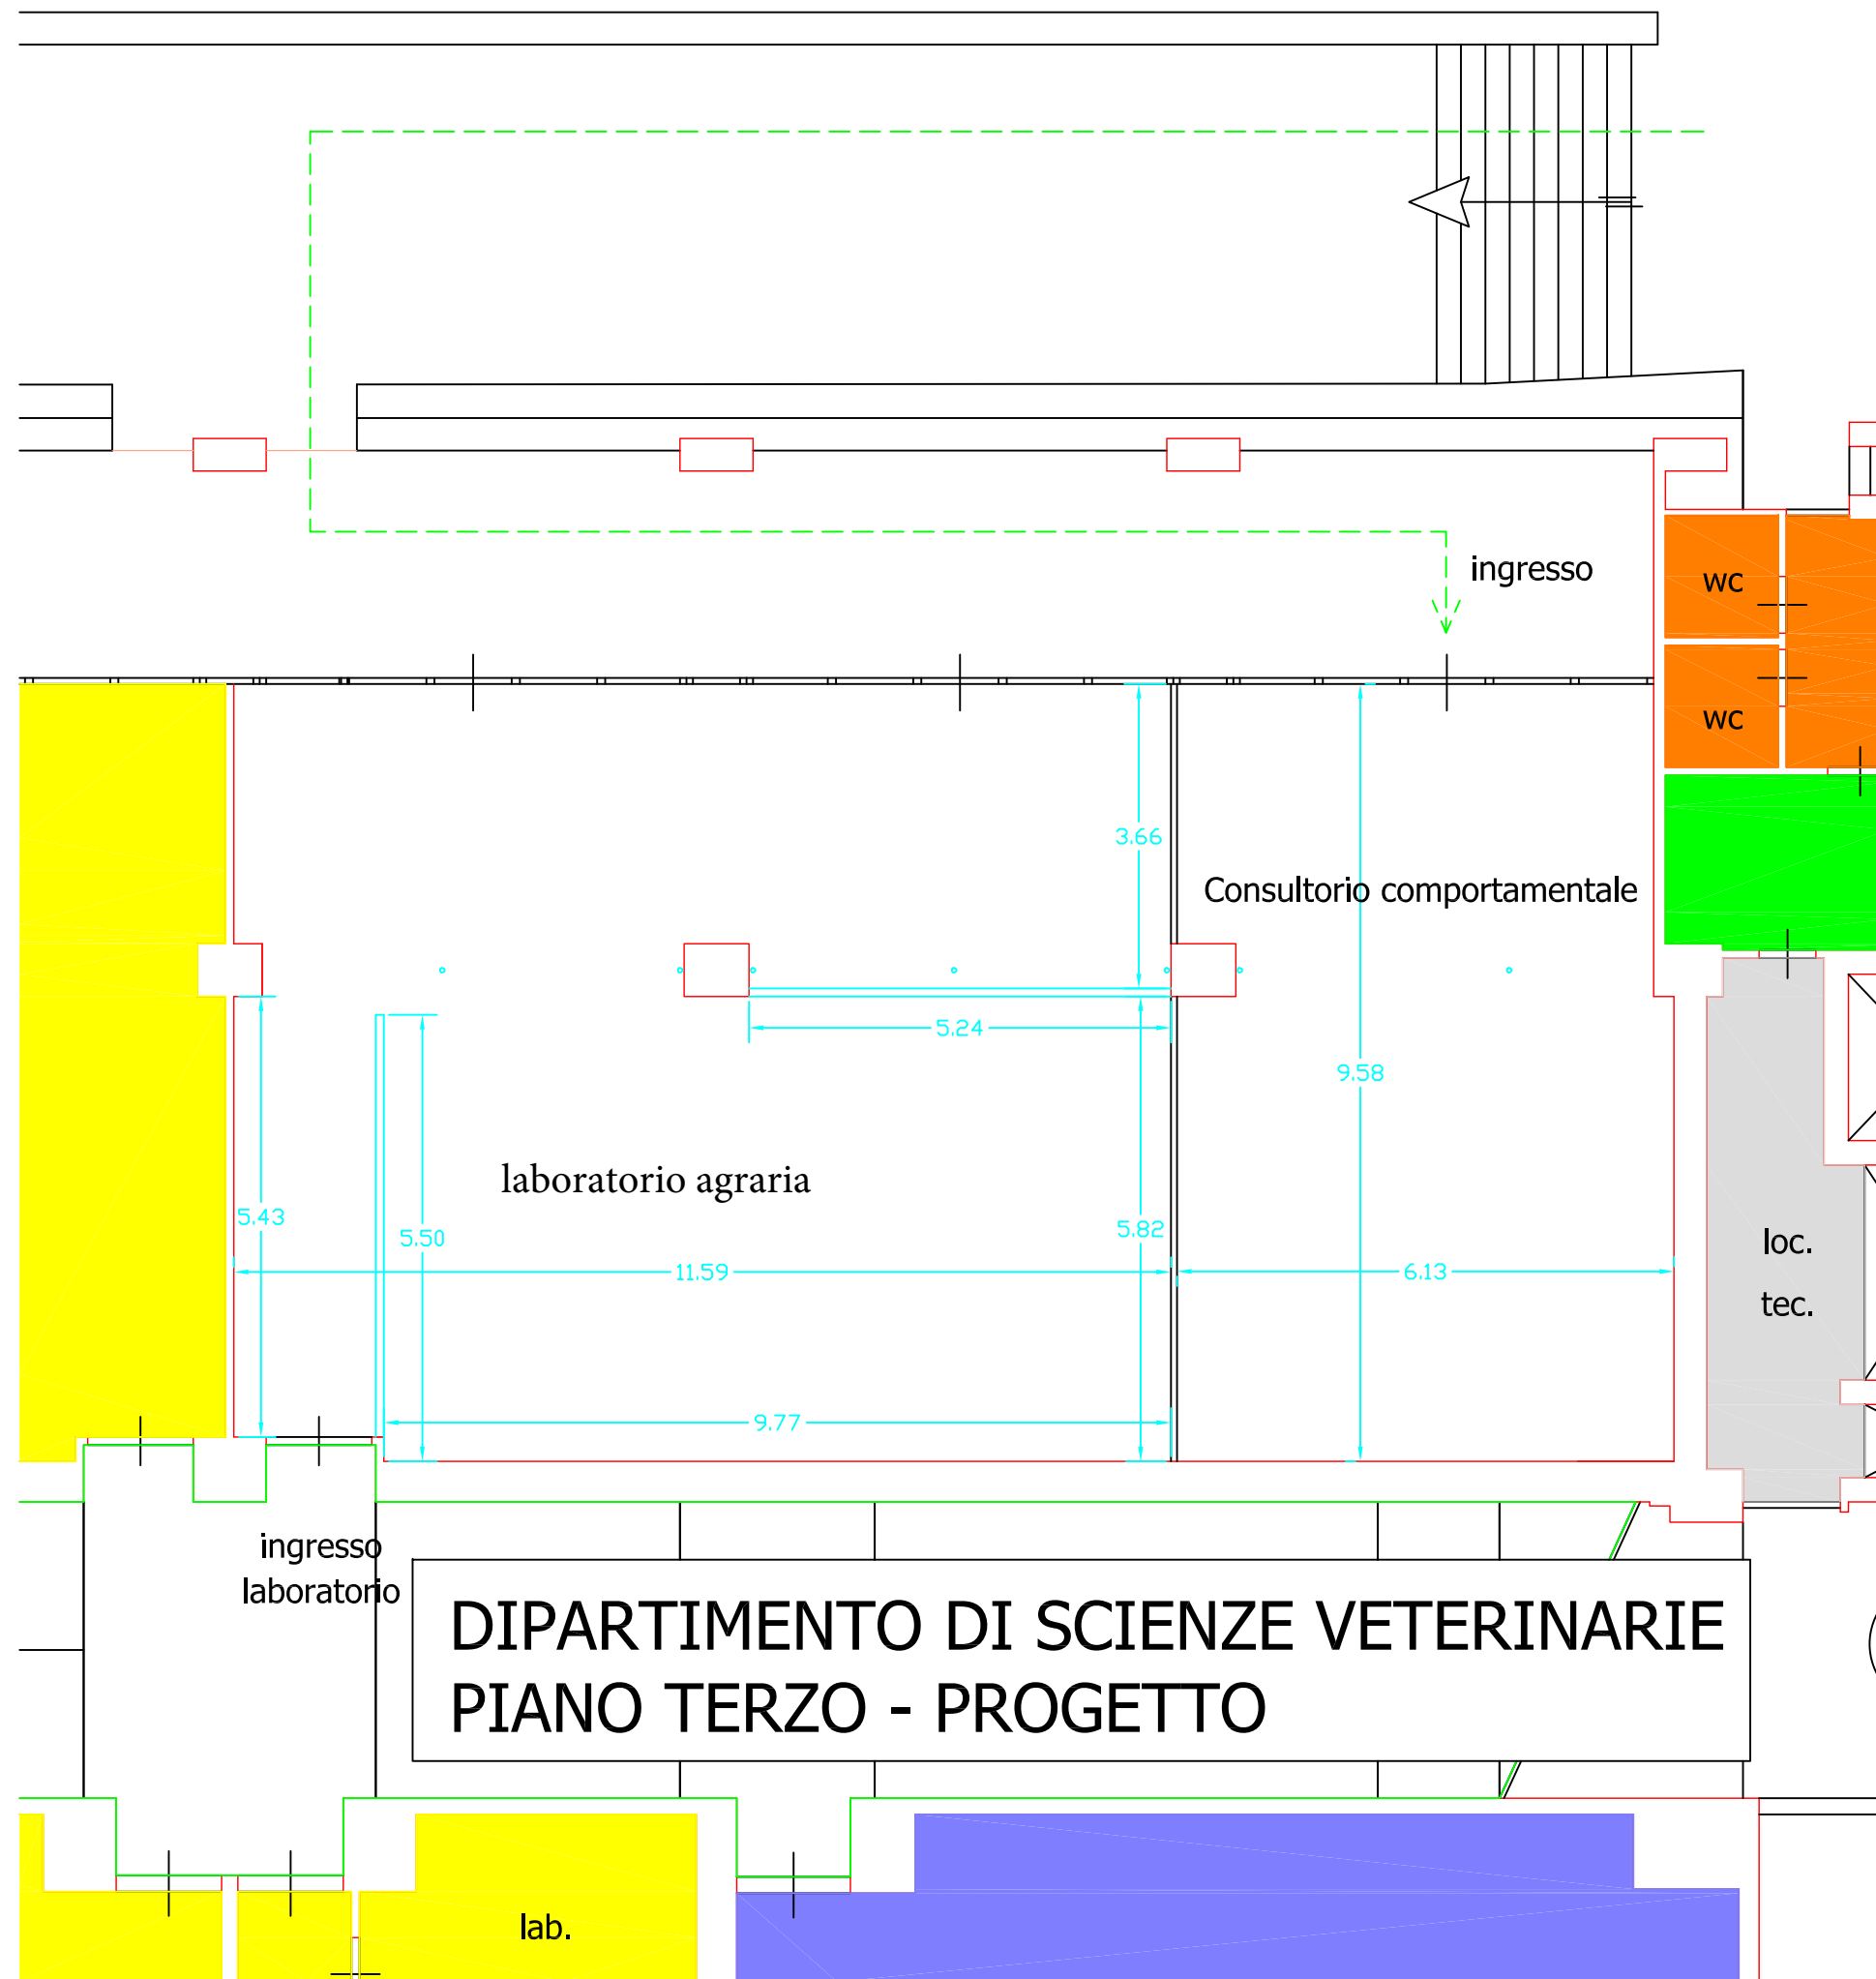 ingresso
wc
wc
3.66
Consultorio comportamentale
5.24
9.58
laboratorio agraria
5.43
5.50
5.82
11.59
6.13
loc.
tec.
9.77
ingresso
laboratorio
DIPARTIMENTO DI SCIENZE VETERINARIE
PIANO TERZO - PROGETTO
lab.